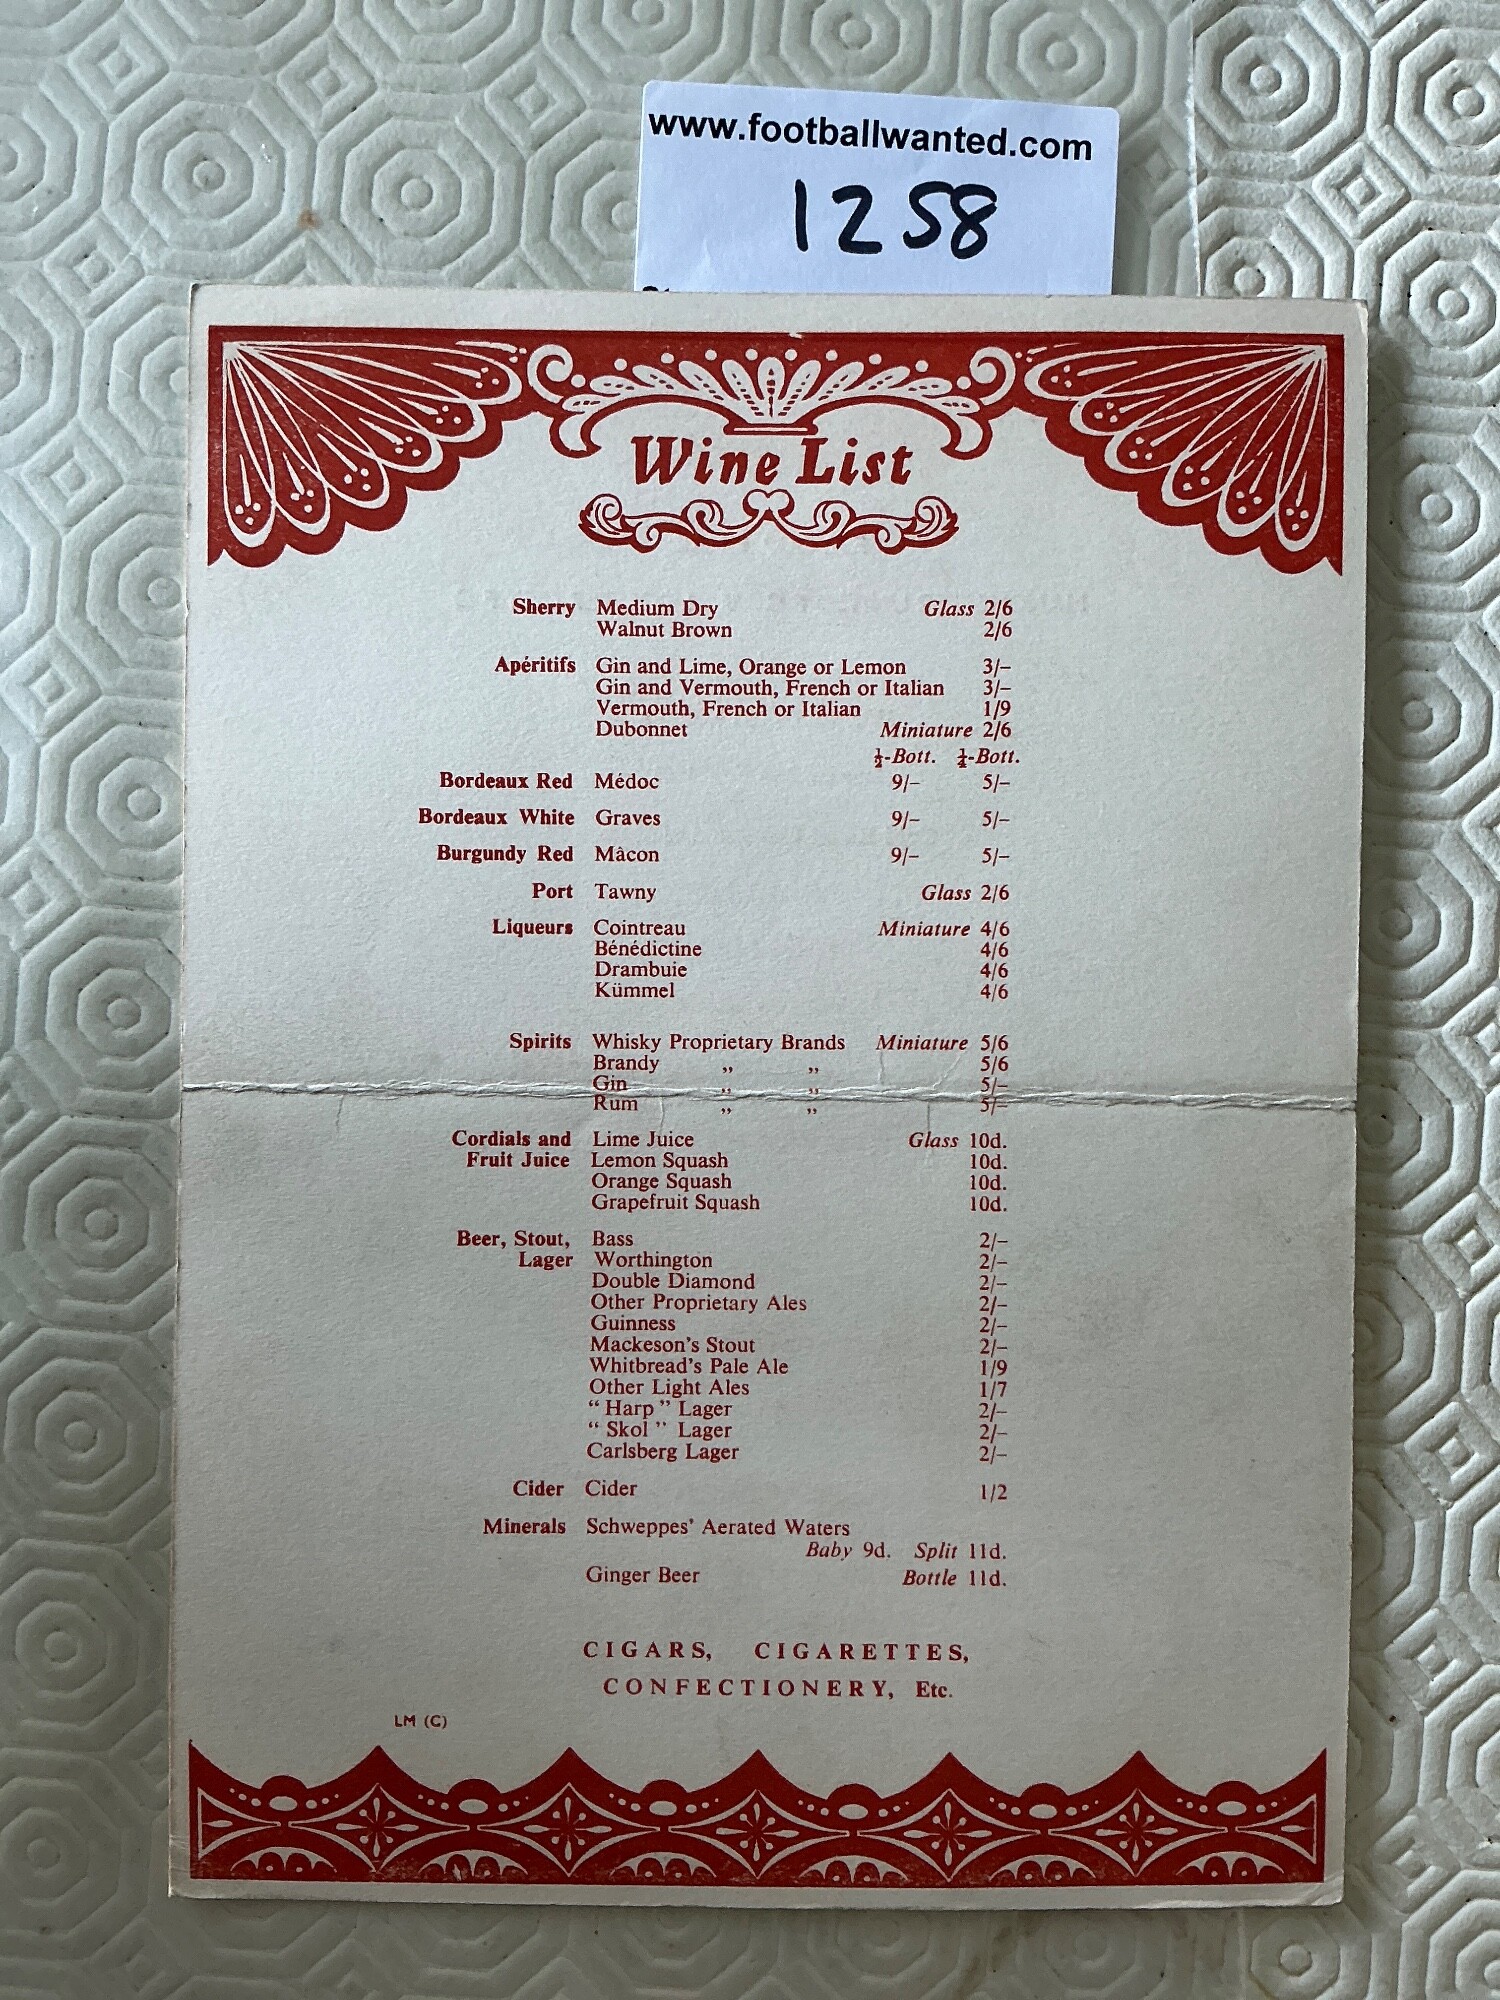 www.footballwanted.com
1258
Wine List
Sherry Medium Dry Glass 2/6
Walnut Brown 2/6
Apéritifs Gin and Lime, Orange or Lemon 3/–
Gin and Vermouth, French or Italian 3/–
Vermouth, French or Italian 1/9
Dubonnet Miniature 2/6
½-Bott. ¼-Bott.
Bordeaux Red Médoc 9/– 5/–
Bordeaux White Graves 9/– 5/–
Burgundy Red Mâcon 9/– 5/–
Port Tawny Glass 2/6
Liqueurs Cointreau Miniature 4/6
Bénédictine 4/6
Drambuie 4/6
Kümmel 4/6
Spirits Whisky Proprietary Brands Miniature 5/6
Brandy „ „ 5/6
Gin „ „ 5/–
Rum „ „ 5/–
Cordials and Lime Juice Glass 10d.
Fruit Juice Lemon Squash 10d.
Orange Squash 10d.
Grapefruit Squash 10d.
Beer, Stout, Bass 2/–
Lager Worthington 2/–
Double Diamond 2/–
Other Proprietary Ales 2/–
Guinness 2/–
Mackeson's Stout 2/–
Whitbread's Pale Ale 1/9
Other Light Ales 1/7
“ Harp ” Lager 2/–
“ Skol ” Lager 2/–
Carlsberg Lager 2/–
Cider Cider 1/2
Minerals Schweppes' Aerated Waters
Baby 9d. Split 11d.
Ginger Beer Bottle 11d.
CIGARS, CIGARETTES,
CONFECTIONERY, Etc.
LM (C)